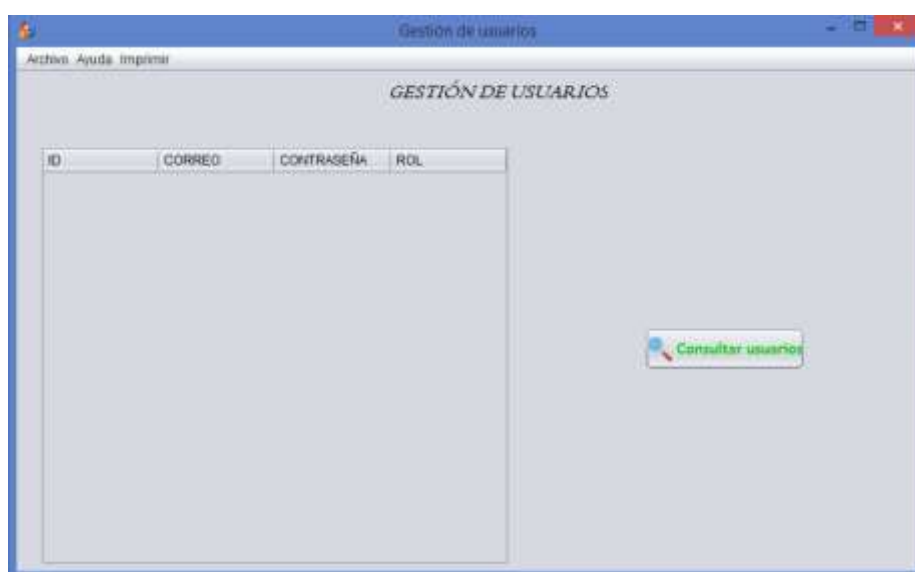 Gestión de usuarios
Archivo Ayuda Imprimir
GESTIÓN DE USUARIOS
ID CORREO CONTRASEÑA ROL
Consultar usuarios